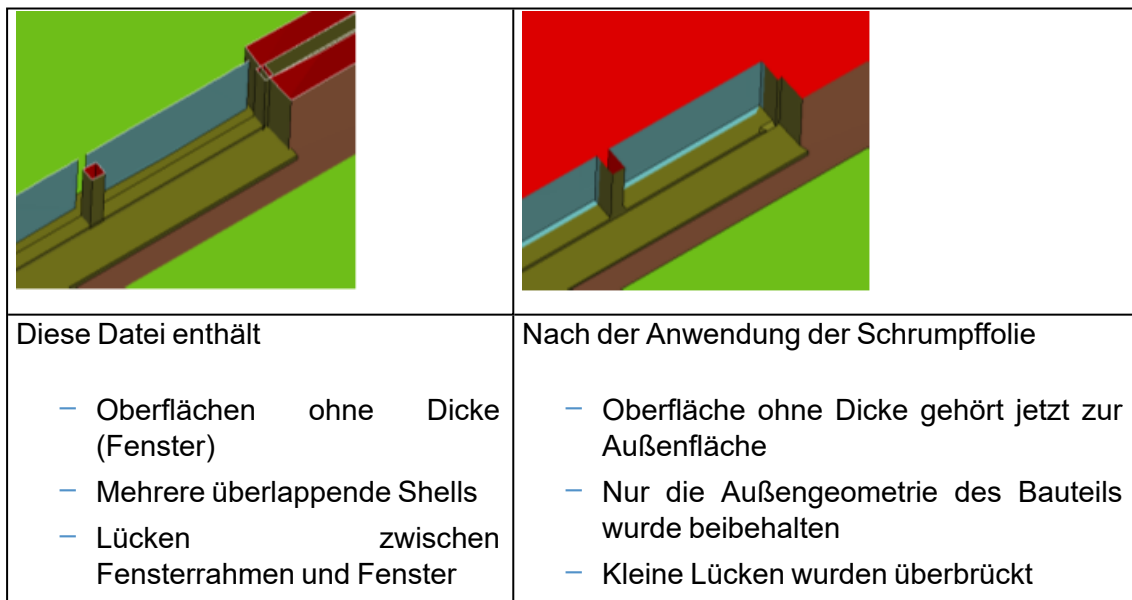 Diese Datei enthält
– Oberflächen ohne Dicke
(Fenster)
– Mehrere überlappende Shells
– Lücken zwischen
Fensterrahmen und Fenster
Nach der Anwendung der Schrumpffolie
– Oberfläche ohne Dicke gehört jetzt zur
Außenfläche
– Nur die Außengeometrie des Bauteils
wurde beibehalten
– Kleine Lücken wurden überbrückt